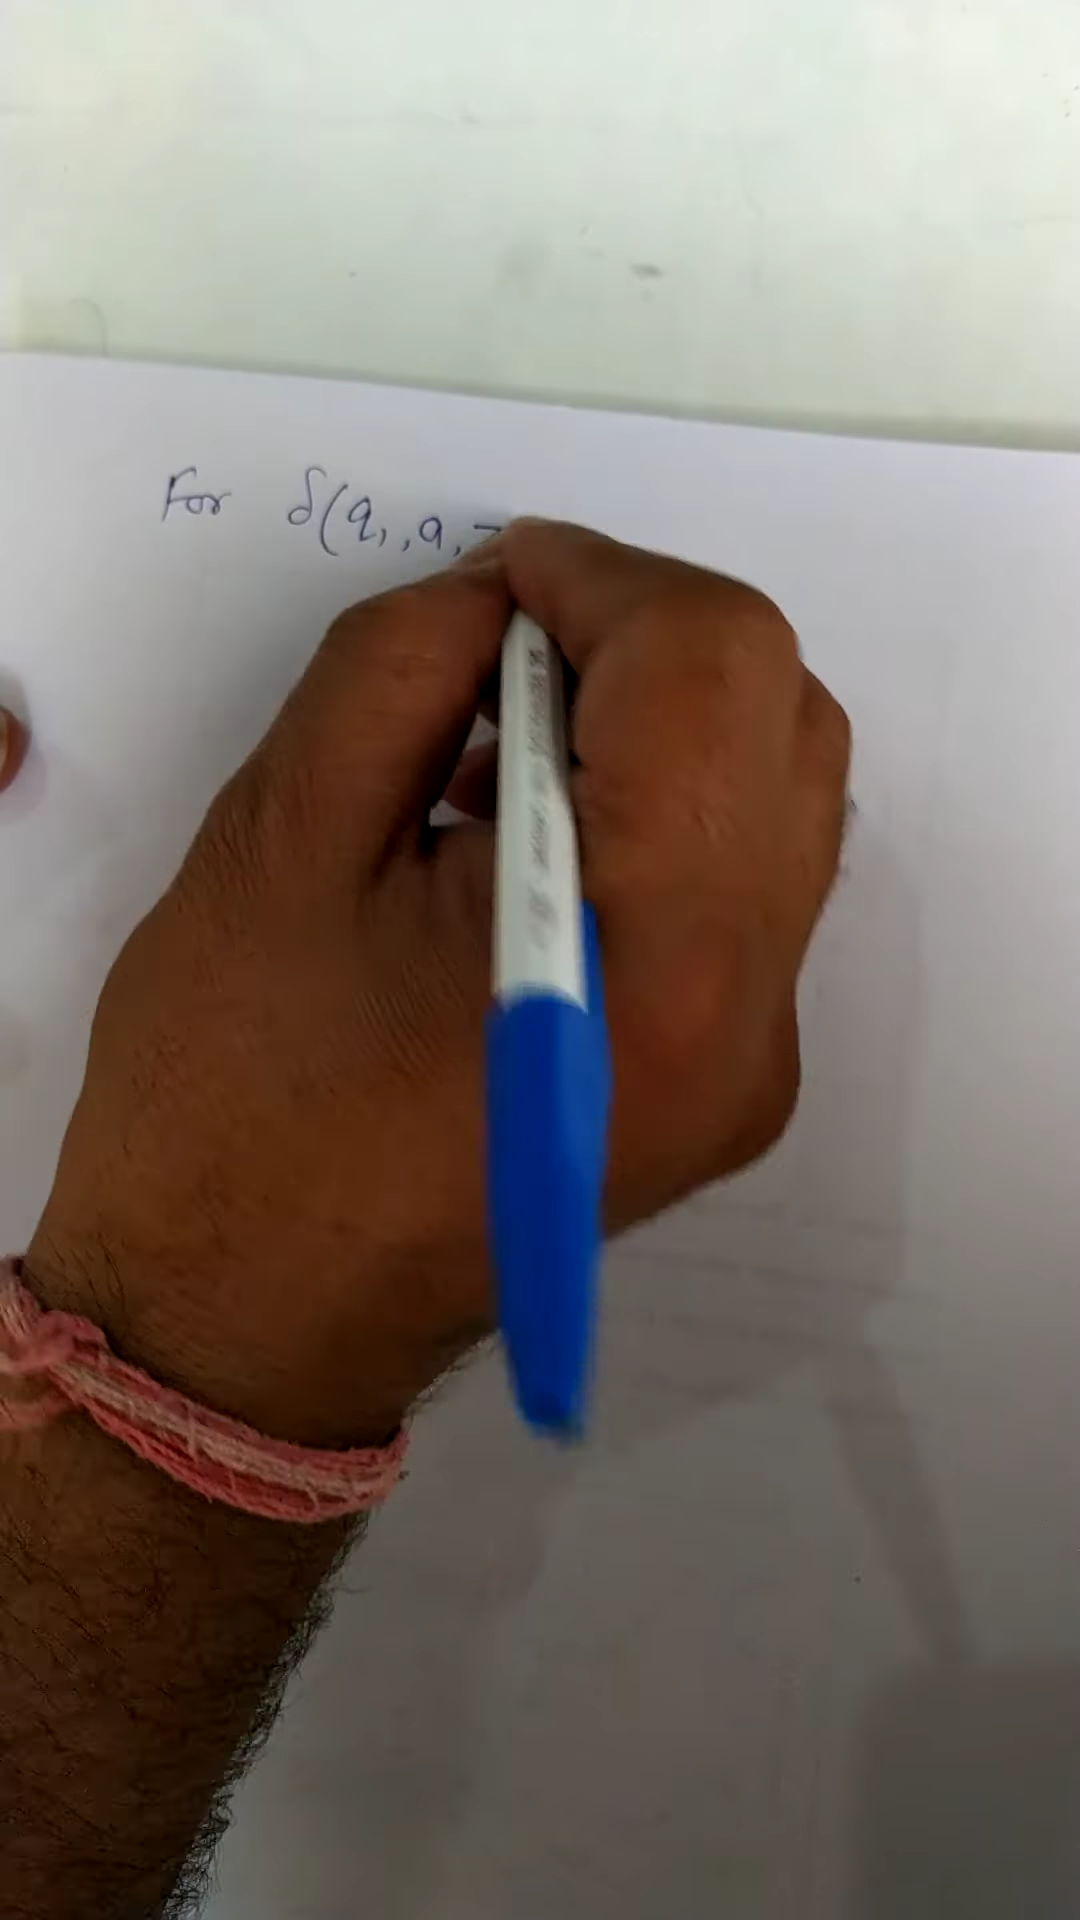 For δ(q₁, a, z